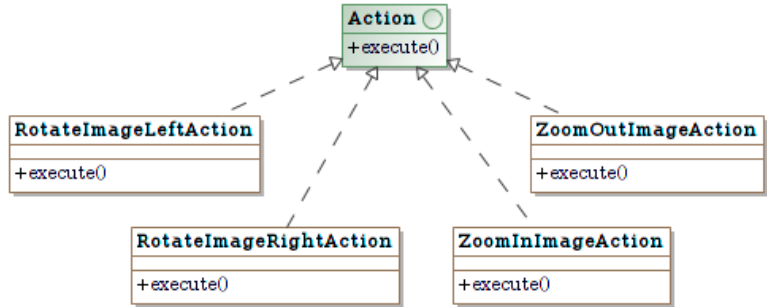 Action
+execute()
RotateImageLeftAction
+execute()
ZoomOutImageAction
+execute()
RotateImageRightAction
+execute()
ZoomInImageAction
+execute()